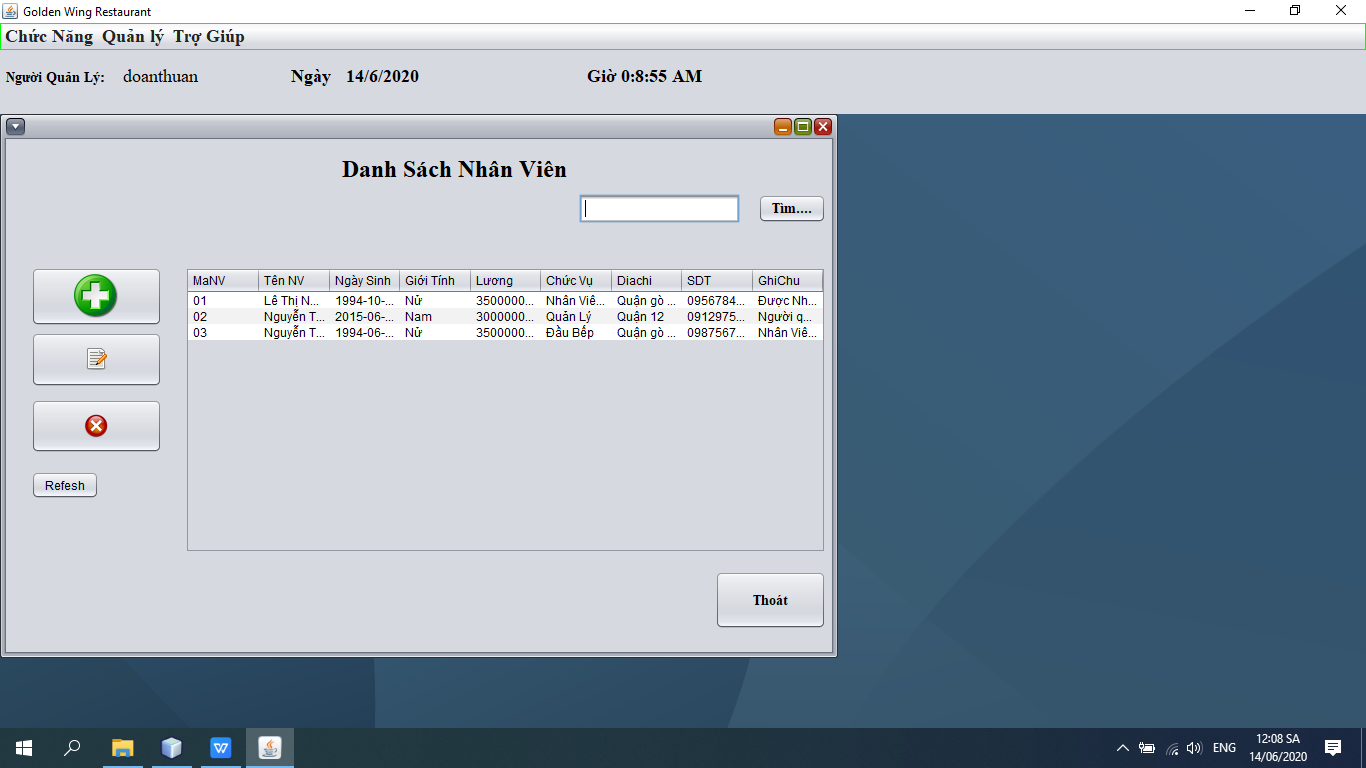 Golden Wing Restaurant
Chức Năng Quản lý Trợ Giúp
Người Quản Lý: doanthuan Ngày 14/6/2020 Giờ 0:8:55 AM
Danh Sách Nhân Viên
Tìm....
MaNV Tên NV Ngày Sinh Giới Tính Lương Chức Vụ Diachi SDT GhiChu
01 Lê Thị N... 1994-10-... Nữ 3500000... Nhân Viê... Quận gò ... 0956784... Được Nh...
02 Nguyễn T... 2015-06-... Nam 3000000... Quản Lý Quận 12 0912975... Người q...
03 Nguyễn T... 1994-06-... Nữ 3500000... Đầu Bếp Quận gò ... 0987567... Nhân Viê...
Refesh
Thoát
ENG
12:08 SA
14/06/2020